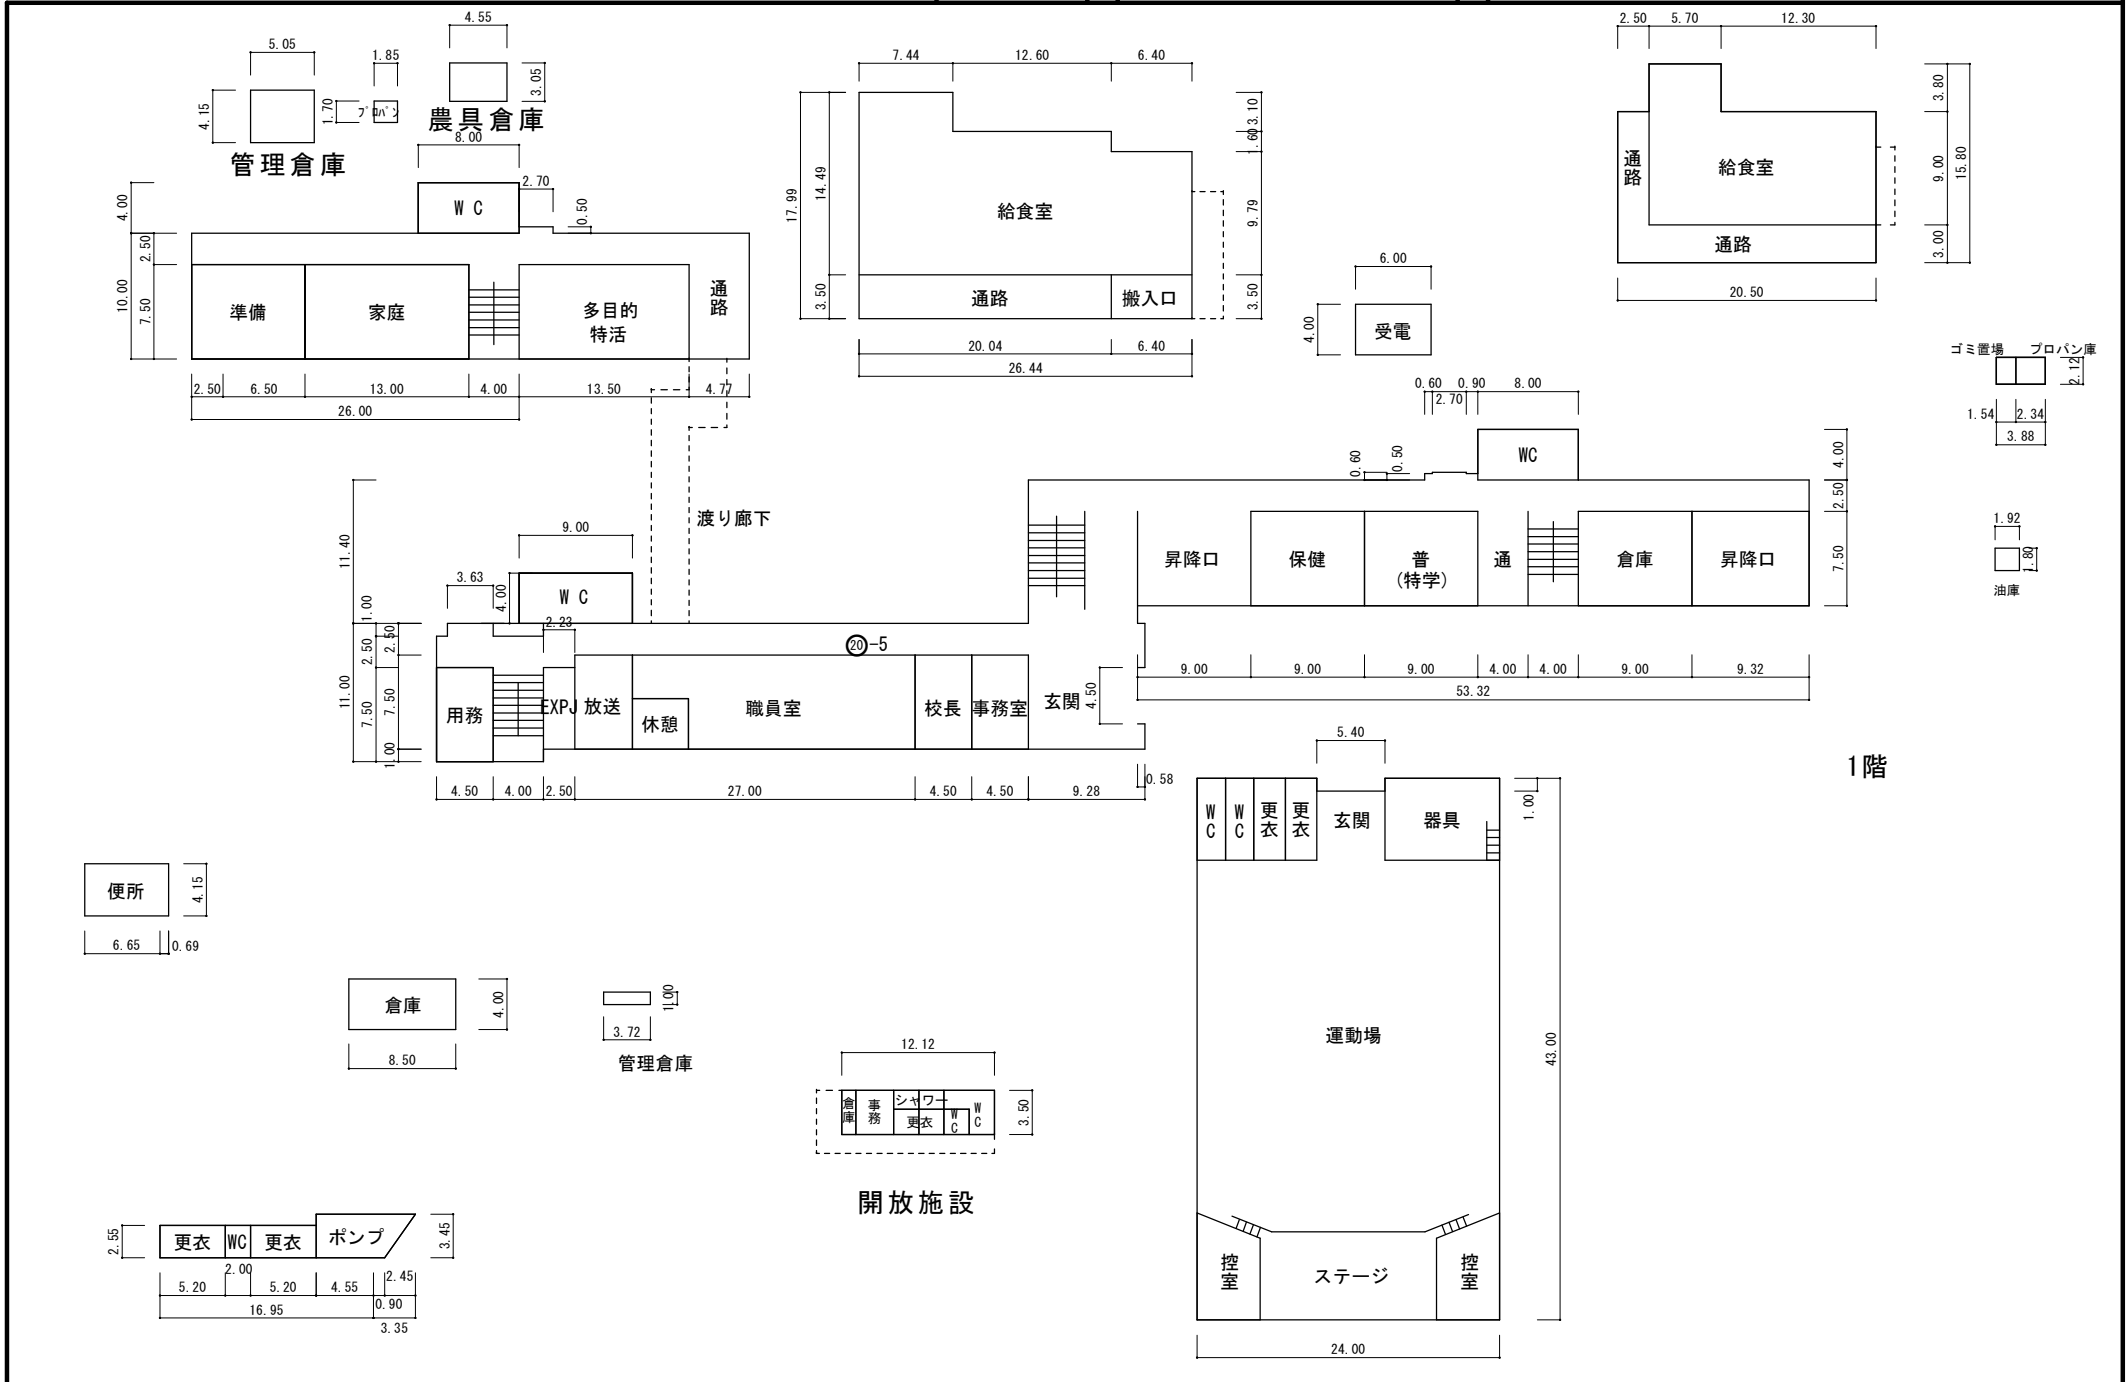 4.55
5.05
1.85
3.05
4.15
1.70
プロパン
農具倉庫
管理倉庫
8.00
2.70
0.50
4.00
2.50
10.00
7.50
WC
準備
家庭
多目的
特活
通路
2.50
6.50
13.00
4.00
13.50
4.77
26.00
7.44
12.60
6.40
17.99
14.49
3.50
3.10
1.60
9.79
3.50
給食室
通路
搬入口
20.04
6.40
26.44
2.50
5.70
12.30
通路
給食室
通路
3.80
9.00
3.00
15.80
20.50
6.00
4.00
受電
ゴミ置場
プロパン庫
2.12
1.54
2.34
3.88
1.92
1.80
油庫
0.60
2.70
0.90
8.00
0.60
0.50
WC
4.00
2.50
7.50
昇降口
保健
普
(特学)
通
倉庫
昇降口
9.00
9.00
9.00
4.00
4.00
9.00
9.32
53.32
渡り廊下
11.40
1.00
9.00
3.63
4.00
WC
2.23
11.00
2.50
7.50
2.50
7.50
1.00
⑳-5
用務
EXPJ
放送
休憩
職員室
校長
事務室
玄関
4.50
4.50
4.00
2.50
27.00
4.50
4.50
9.28
0.58
1階
5.40
1.00
WC
WC
更衣
更衣
玄関
器具
運動場
43.00
控室
ステージ
控室
24.00
便所
4.15
6.65
0.69
倉庫
4.00
8.50
1.00
3.72
管理倉庫
12.12
倉庫
事務
シャワー
更衣
WC
WC
3.50
開放施設
2.55
更衣
WC
更衣
ポンプ
3.45
5.20
2.00
5.20
4.55
2.45
16.95
0.90
3.35